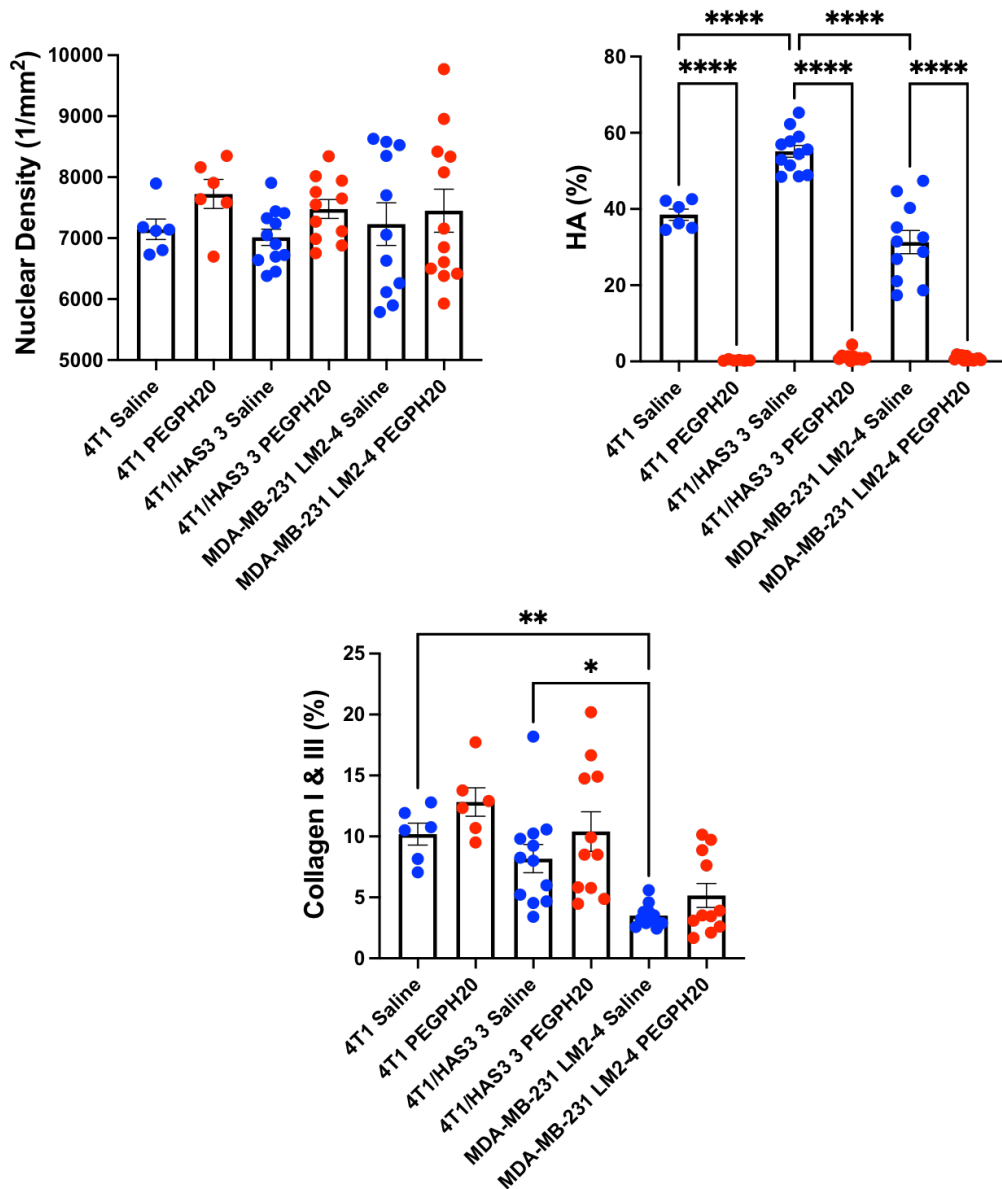 Nuclear Density (1/mm²)
10000
9000
8000
7000
6000
5000
4T1 Saline
4T1 PEGPH20
4T1/HAS3 3 Saline
4T1/HAS3 3 PEGPH20
MDA-MB-231 LM2-4 Saline
MDA-MB-231 LM2-4 PEGPH20
HA (%)
80
60
40
20
0
**** ****
**** **** ****
4T1 Saline
4T1 PEGPH20
4T1/HAS3 3 Saline
4T1/HAS3 3 PEGPH20
MDA-MB-231 LM2-4 Saline
MDA-MB-231 LM2-4 PEGPH20
Collagen I & III (%)
25
20
15
10
5
0
**
*
4T1 Saline
4T1 PEGPH20
4T1/HAS3 3 Saline
4T1/HAS3 3 PEGPH20
MDA-MB-231 LM2-4 Saline
MDA-MB-231 LM2-4 PEGPH20